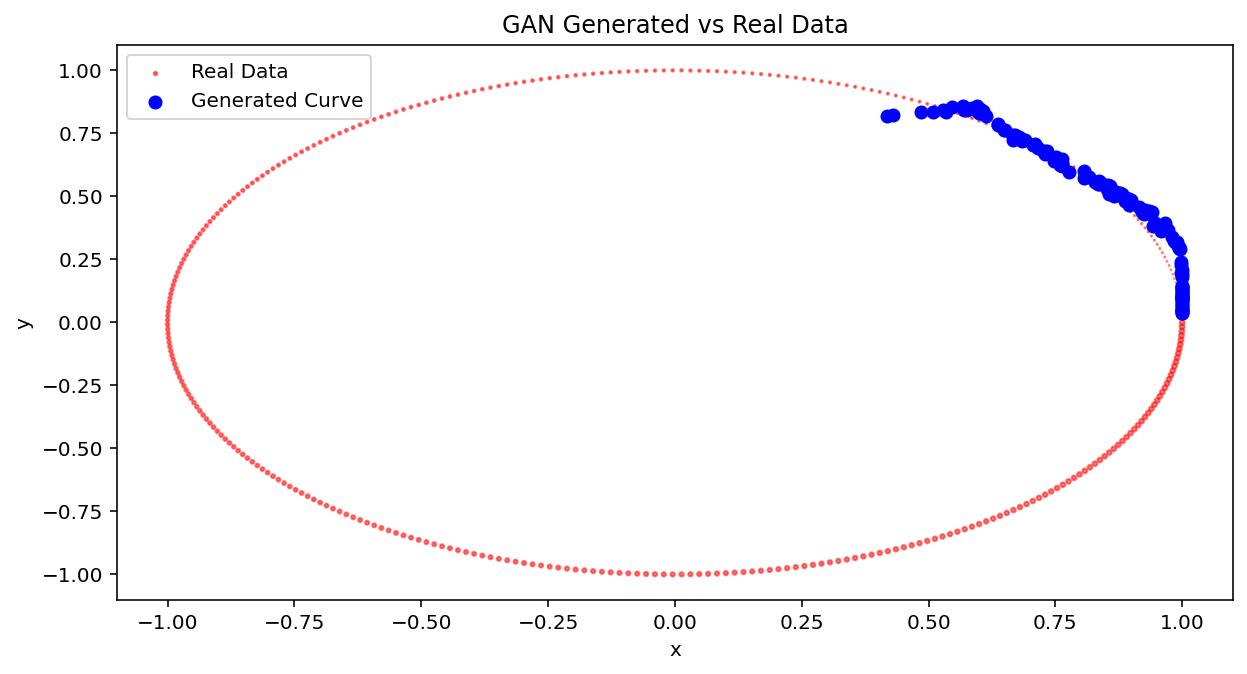 GAN Generated vs Real Data
Real Data
Generated Curve
1.00
0.75
0.50
0.25
0.00
−0.25
−0.50
−0.75
−1.00
y
−1.00 −0.75 −0.50 −0.25 0.00 0.25 0.50 0.75 1.00
x